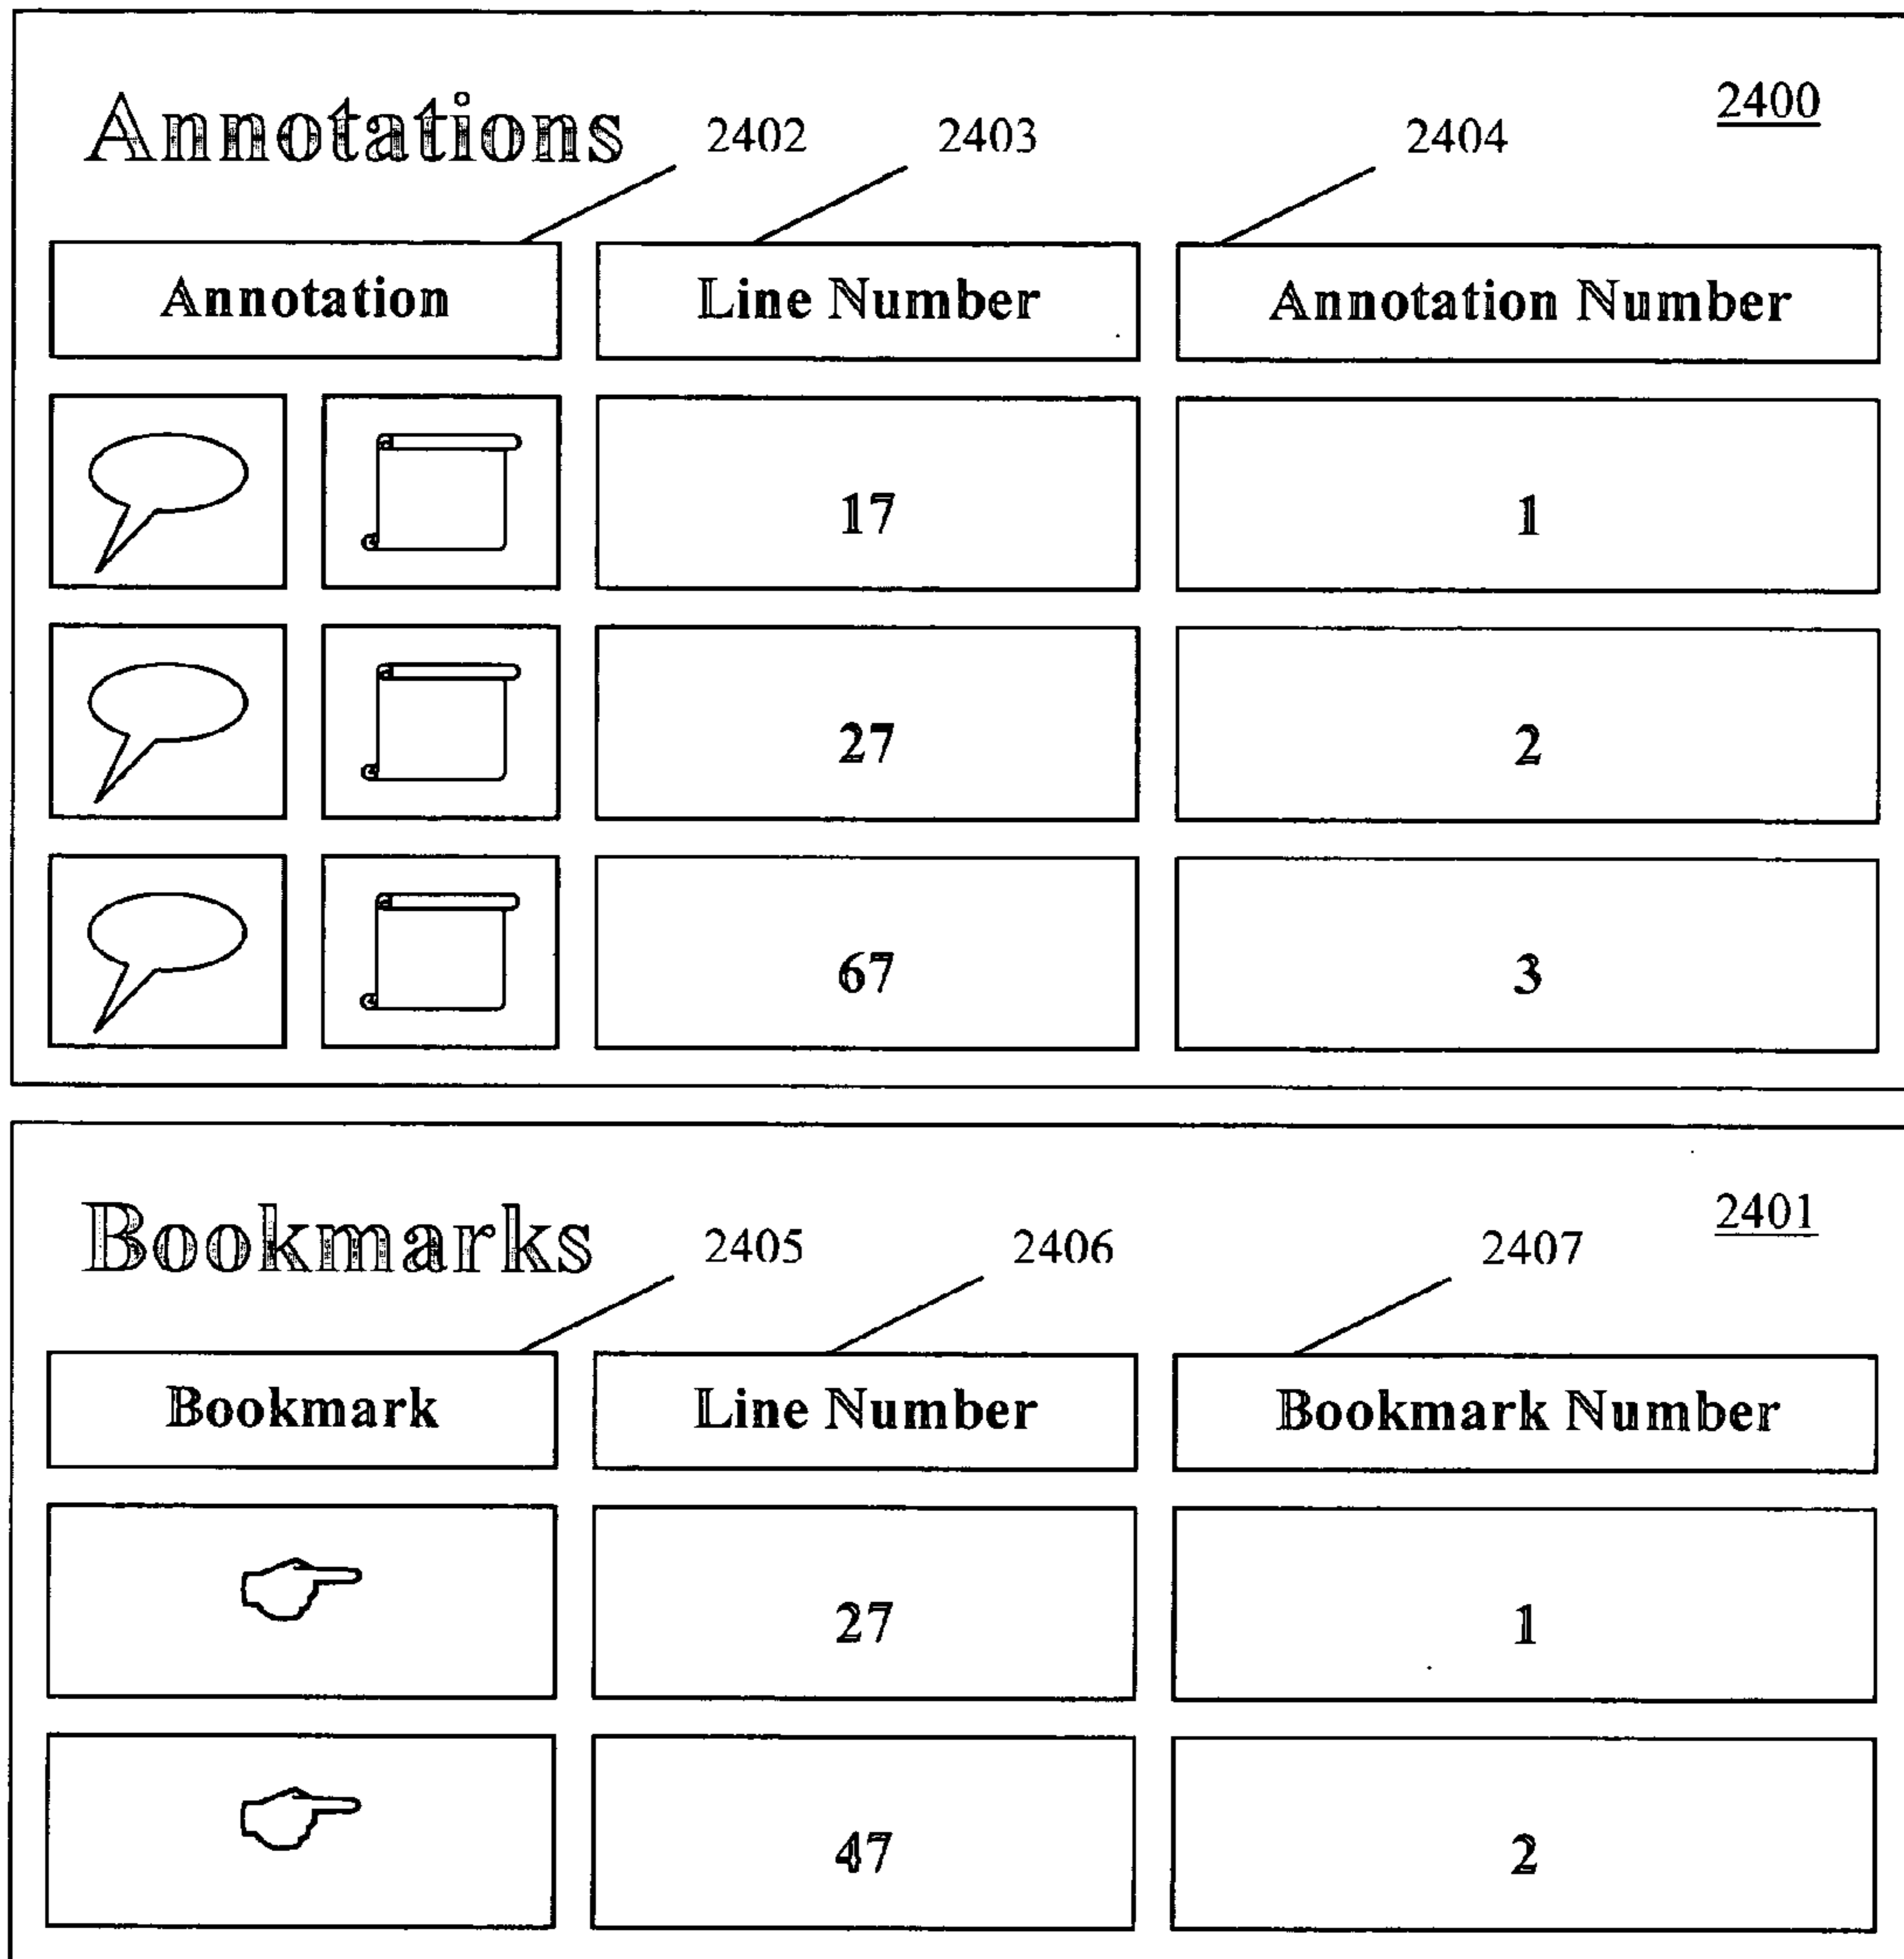 2400
Annotations 2402 2403 2404
Annotation Line Number Annotation Number
17 1
27 2
67 3
2401
Bookmarks 2405 2406 2407
Bookmark Line Number Bookmark Number
27 1
47 2